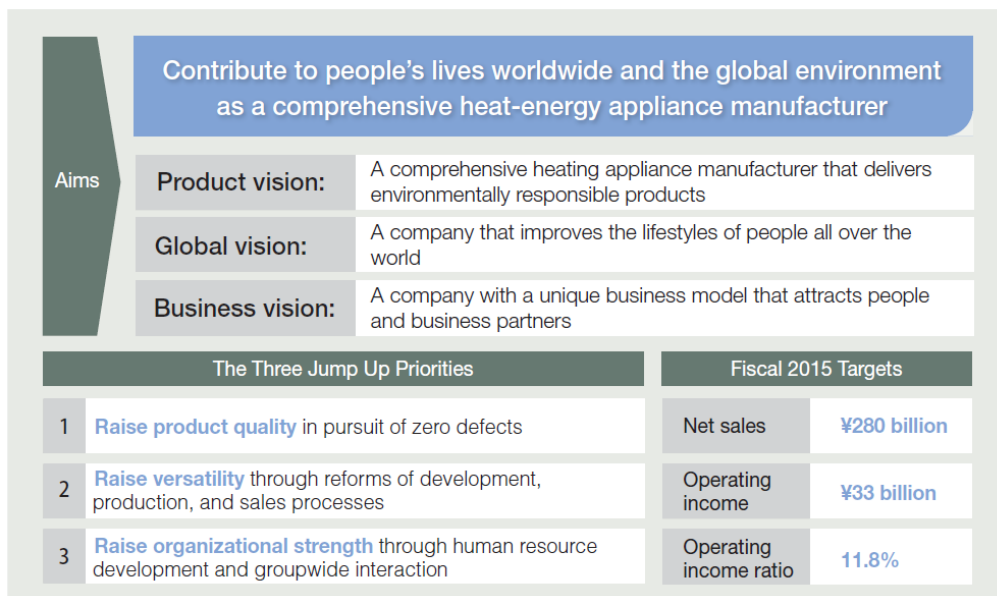 Contribute to people's lives worldwide and the global environment
as a comprehensive heat-energy appliance manufacturer
Aims
Product vision:
A comprehensive heating appliance manufacturer that delivers
environmentally responsible products
Global vision:
A company that improves the lifestyles of people all over the
world
Business vision:
A company with a unique business model that attracts people
and business partners
The Three Jump Up Priorities
1
Raise product quality in pursuit of zero defects
2
Raise versatility through reforms of development,
production, and sales processes
3
Raise organizational strength through human resource
development and groupwide interaction
Fiscal 2015 Targets
Net sales
¥280 billion
Operating
income
¥33 billion
Operating
income ratio
11.8%